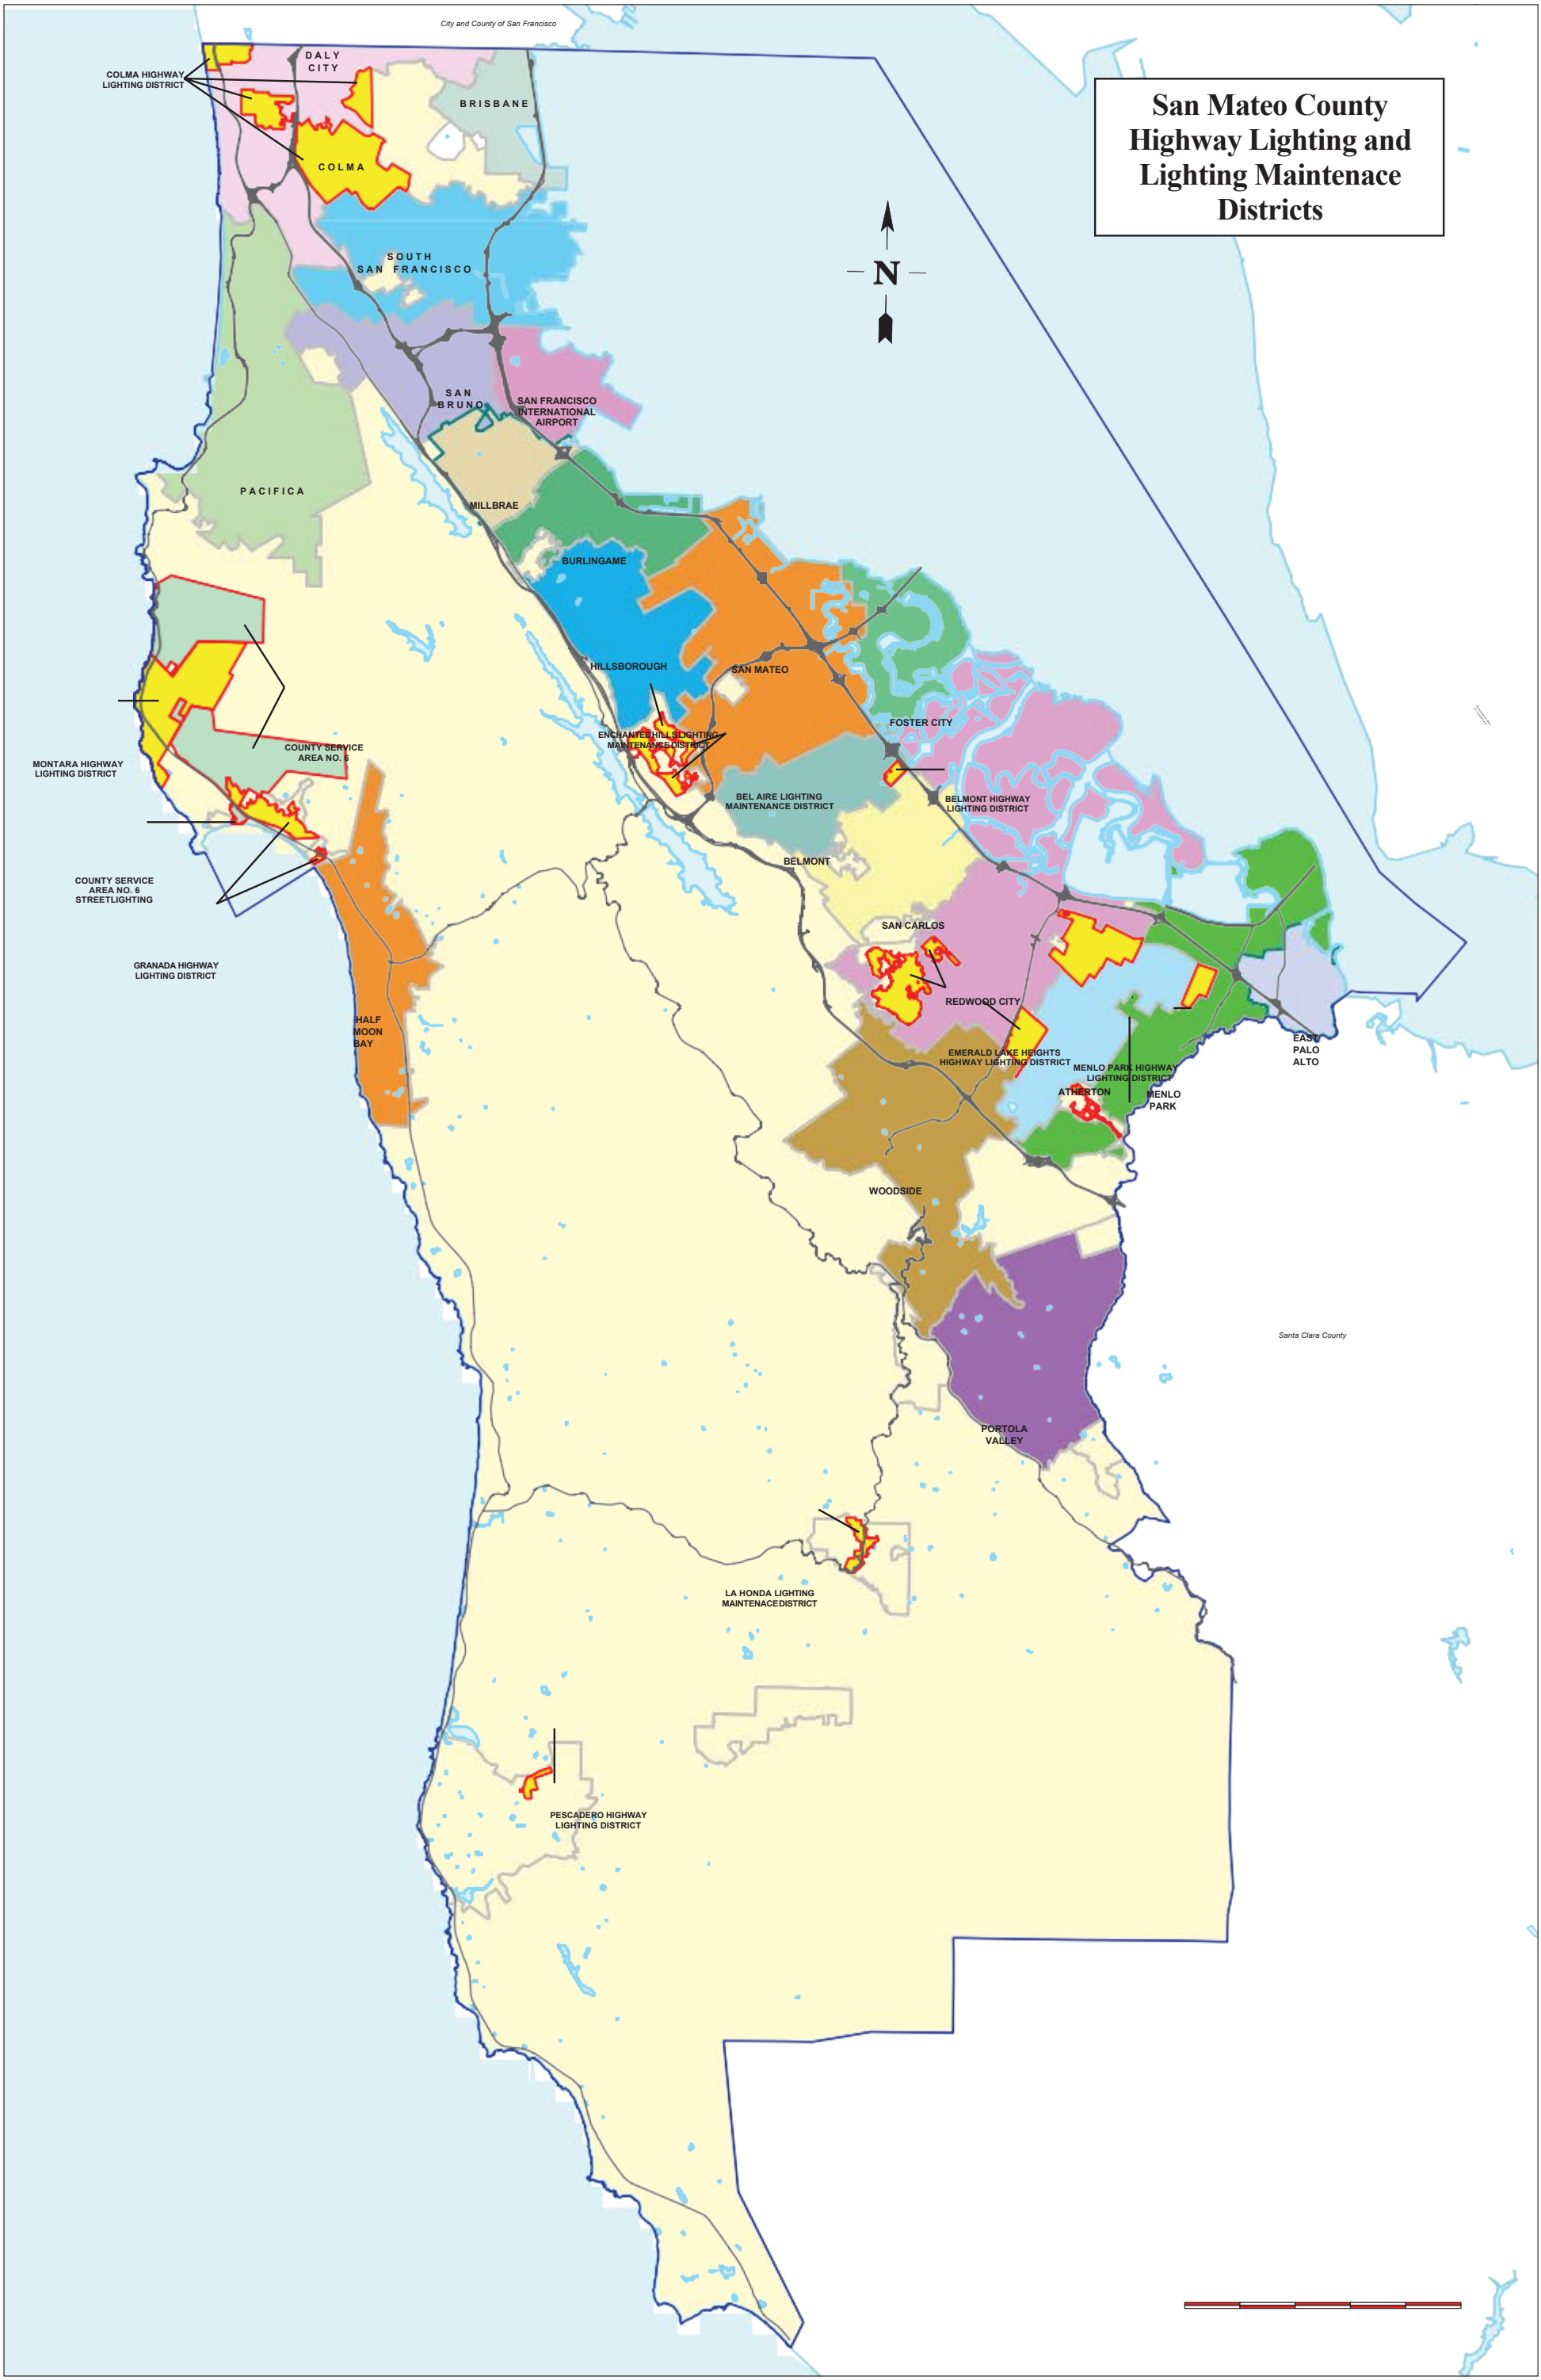 City and County of San Francisco
San Mateo County
Highway Lighting and
Lighting Maintenace
Districts
DALY
CITY
COLMA HIGHWAY
LIGHTING DISTRICT
BRISBANE
COLMA
SOUTH
SAN FRANCISCO
N
SAN
BRUNO
SAN FRANCISCO
INTERNATIONAL
AIRPORT
PACIFICA
MILLBRAE
BURLINGAME
HILLSBOROUGH
SAN MATEO
FOSTER CITY
ENCHANTED HILLS LIGHTING
MAINTENANCE DISTRICT
COUNTY SERVICE
AREA NO. 6
MONTARA HIGHWAY
LIGHTING DISTRICT
BEL AIRE LIGHTING
MAINTENANCE DISTRICT
BELMONT HIGHWAY
LIGHTING DISTRICT
BELMONT
COUNTY SERVICE
AREA NO. 6
STREETLIGHTING
SAN CARLOS
GRANADA HIGHWAY
LIGHTING DISTRICT
REDWOOD CITY
HALF
MOON
BAY
EAST
PALO
ALTO
EMERALD LAKE HEIGHTS
HIGHWAY LIGHTING DISTRICT
MENLO PARK HIGHWAY
LIGHTING DISTRICT
ATHERTON
MENLO
PARK
WOODSIDE
Santa Clara County
PORTOLA
VALLEY
LA HONDA LIGHTING
MAINTENACE DISTRICT
PESCADERO HIGHWAY
LIGHTING DISTRICT